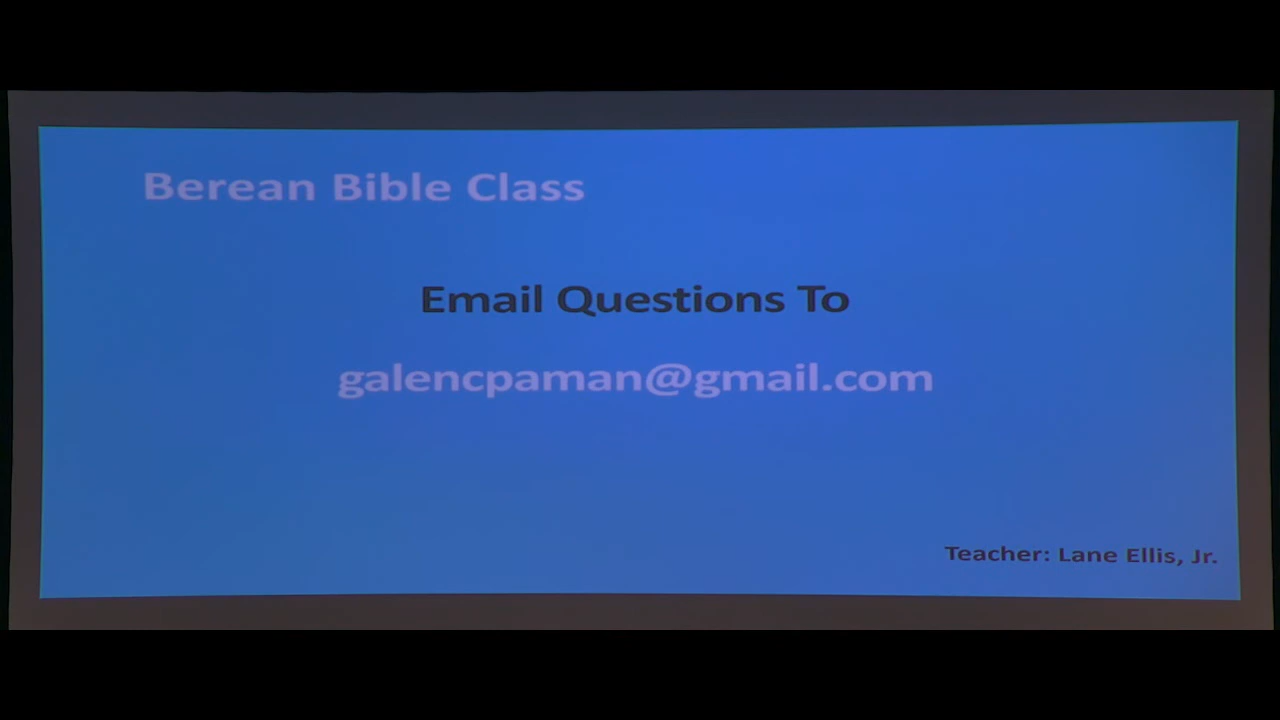 Berean Bible Class
Email Questions To
galencpaman@gmail.com
Teacher: Lane Ellis, Jr.